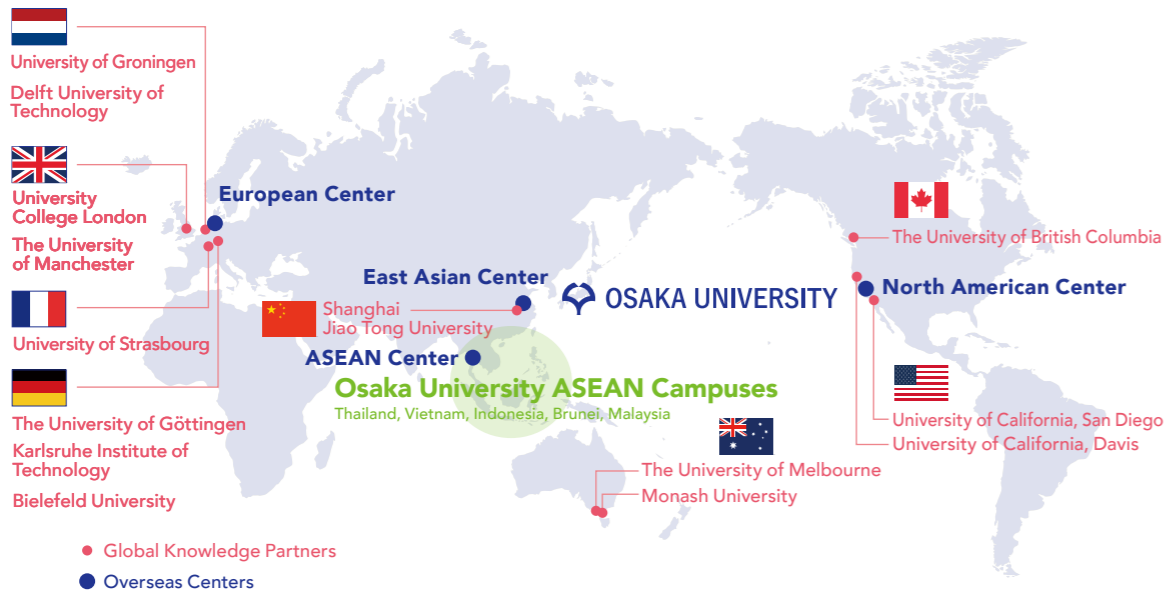 University of Groningen
Delft University of
Technology
University
College London
The University
of Manchester
University of Strasbourg
The University of Göttingen
Karlsruhe Institute of
Technology
Bielefeld University
European Center
East Asian Center
Shanghai
Jiao Tong University
OSAKA UNIVERSITY
ASEAN Center
Osaka University ASEAN Campuses
Thailand, Vietnam, Indonesia, Brunei, Malaysia
The University of Melbourne
Monash University
The University of British Columbia
North American Center
University of California, San Diego
University of California, Davis
Global Knowledge Partners
Overseas Centers